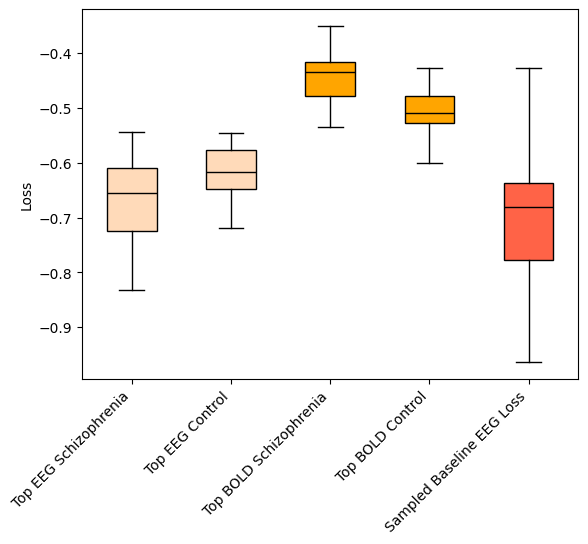 −0.4
−0.5
−0.6
−0.7
−0.8
−0.9
Loss
Top EEG Schizophrenia
Top EEG Control
Top BOLD Schizophrenia
Top BOLD Control
Sampled Baseline EEG Loss